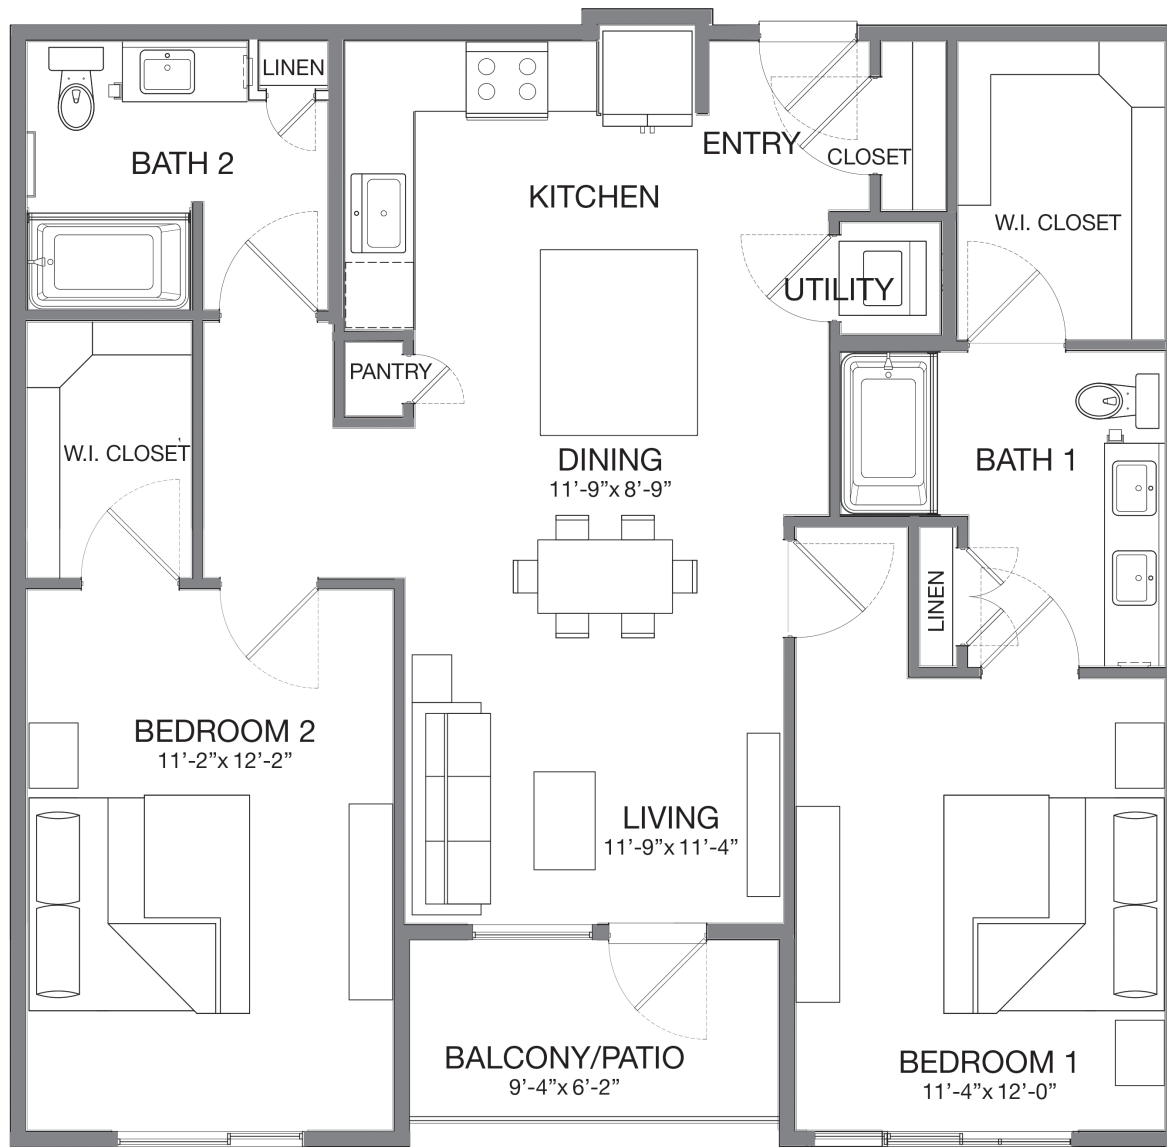 LINEN
BATH 2
ENTRY
CLOSET
KITCHEN
W.I. CLOSET
UTILITY
PANTRY
W.I. CLOSET
DINING
11’-9”x 8’-9”
BATH 1
LINEN
BEDROOM 2
11’-2”x 12’-2”
LIVING
11’-9”x 11’-4”
BALCONY/PATIO
9’-4”x 6’-2”
BEDROOM 1
11’-4”x 12’-0”